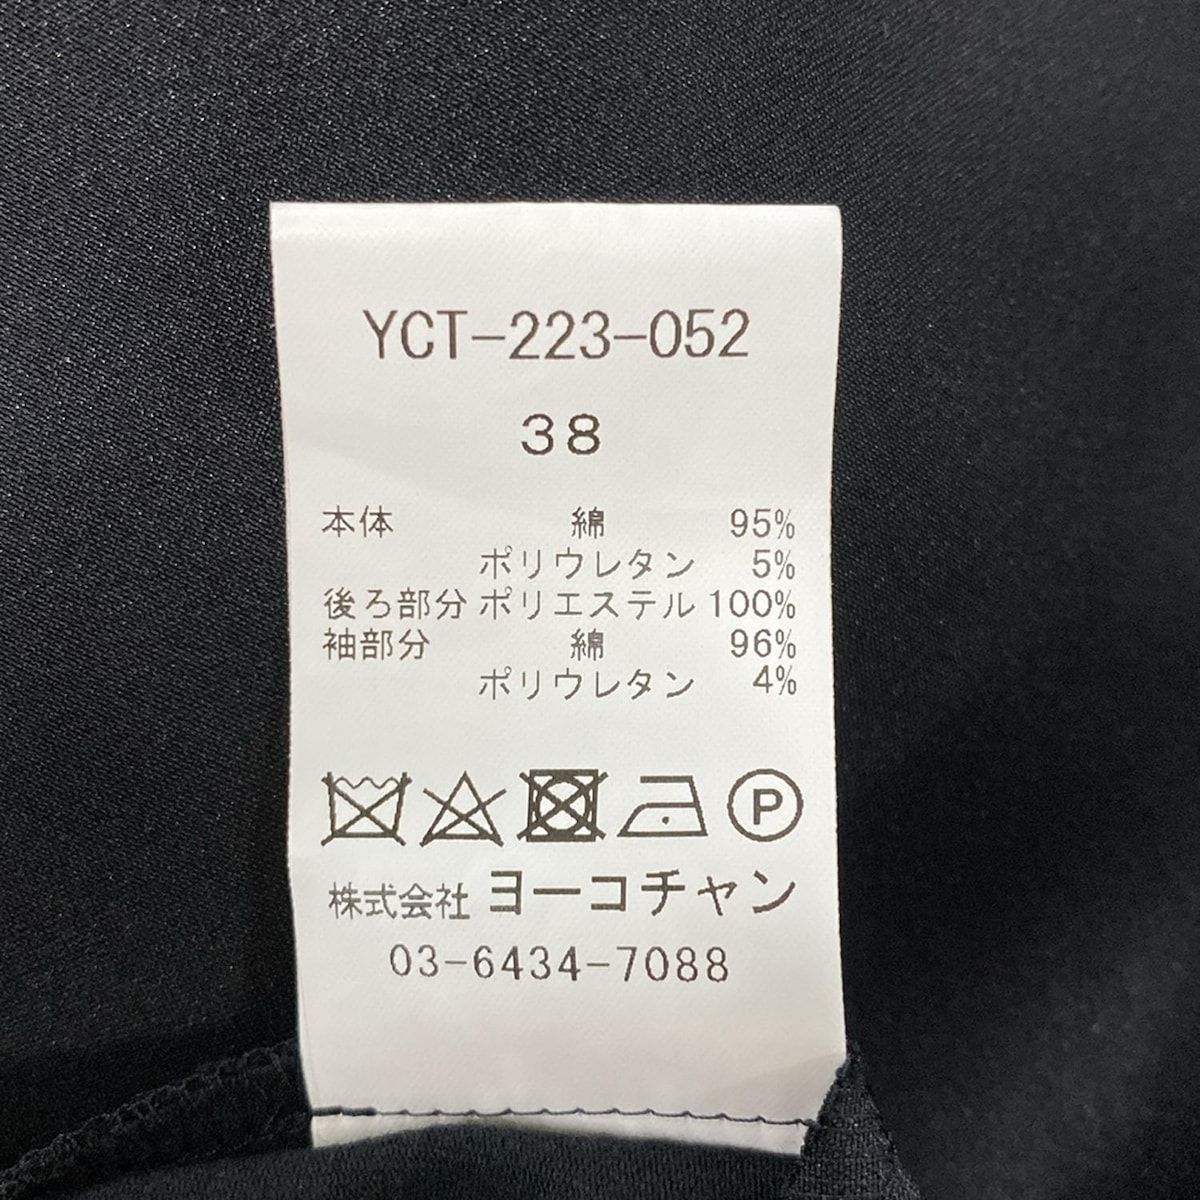 YCT-223-052
38
本体 綿 95%
ポリウレタン 5%
後ろ部分 ポリエステル 100%
袖部分 綿 96%
ポリウレタン 4%
P
株式会社 ヨーコチャン
03-6434-7088